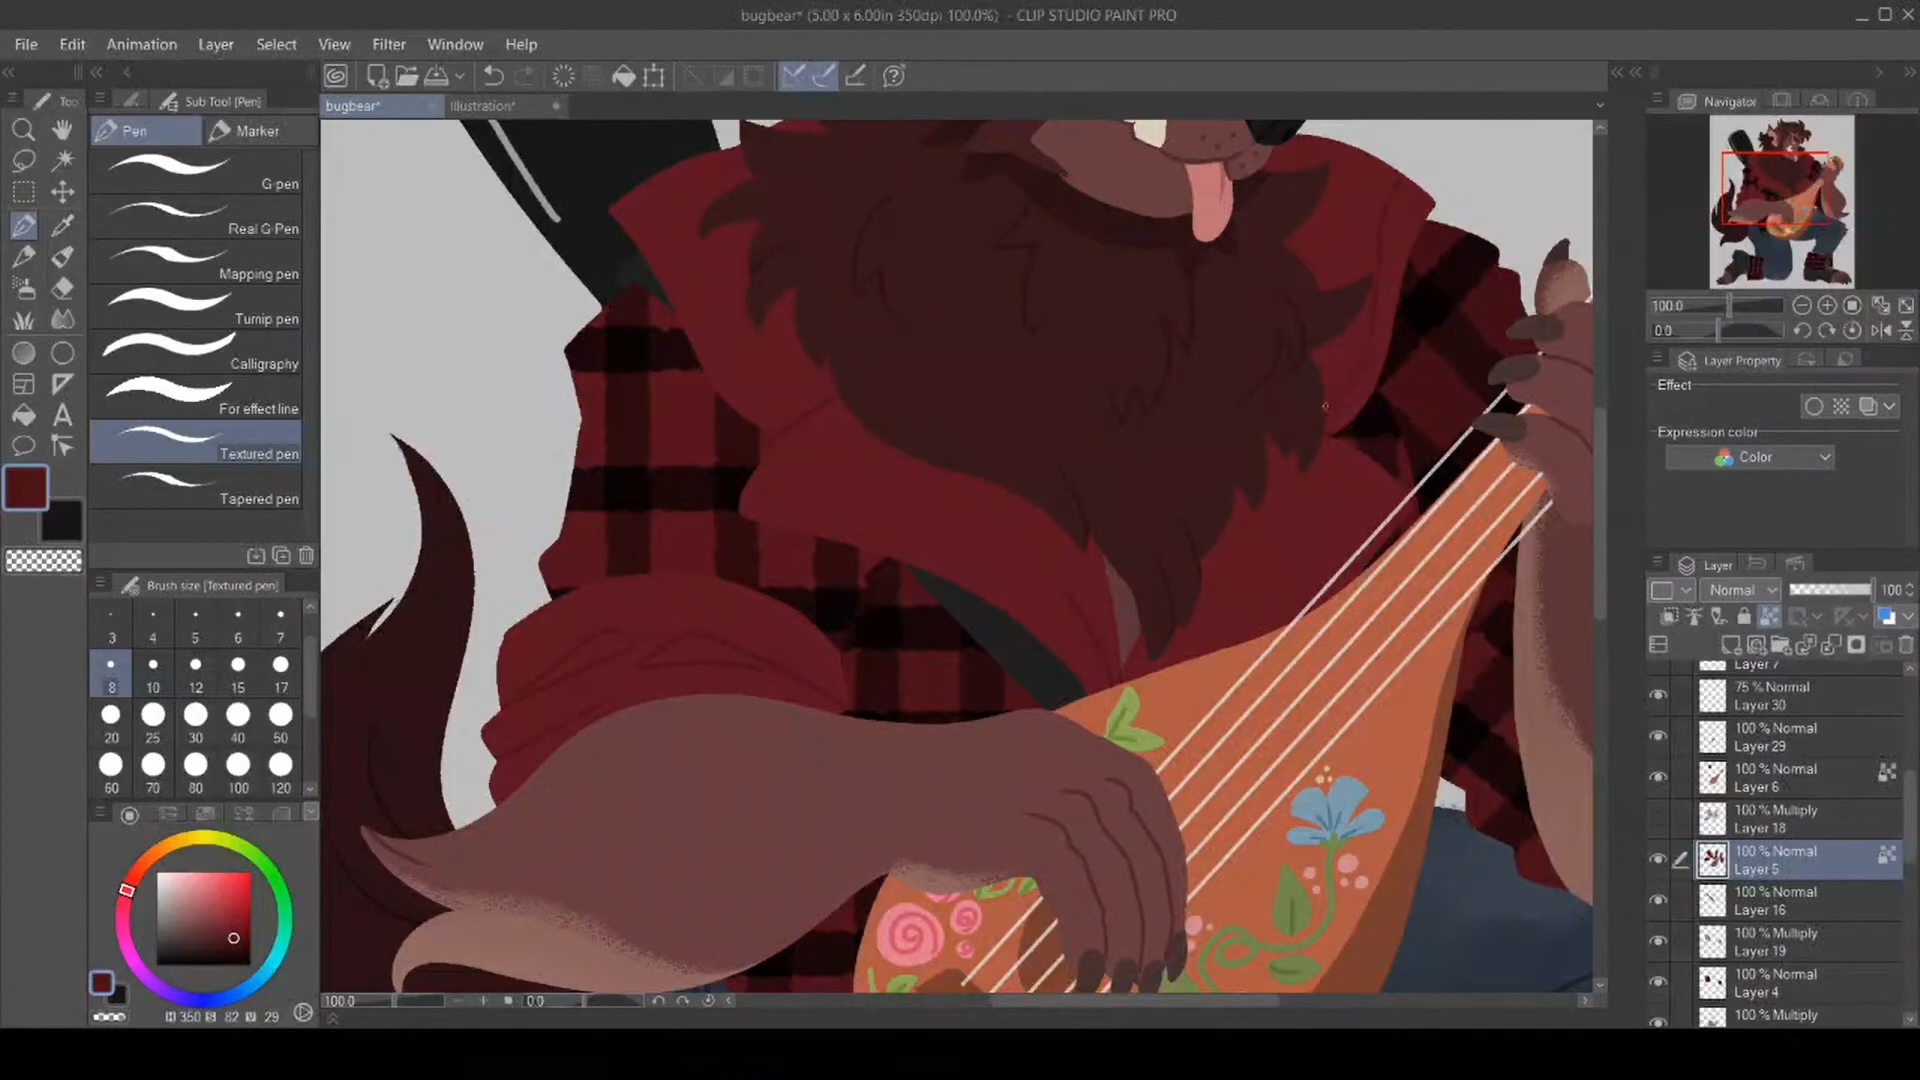 bugbear* (5.00 x 6.00in 350dpi 100.0%) - CLIP STUDIO PAINT PRO
File Edit Animation Layer Select View Filter Window Help
Too
Sub Tool [Pen]
bugbear*
Illustration*
Navigator
Pen
Marker
G-pen
Real G-Pen
Mapping pen
Turnip pen
Calligraphy
For effect line
Textured pen
Tapered pen
Brush size [Textured pen]
3 4 5 6 7
8 10 12 15 17
20 25 30 40 50
60 70 80 100 120
H 350 S 82 V 29
100.0
0.0
100.0
0.0
Layer Property
Effect
Expression color
Color
Layer
Normal
100
Layer 7
75 % Normal
Layer 30
100 % Normal
Layer 29
100 % Normal
Layer 6
100 % Multiply
Layer 18
100 % Normal
Layer 5
100 % Normal
Layer 16
100 % Multiply
Layer 19
100 % Normal
Layer 4
100 % Multiply